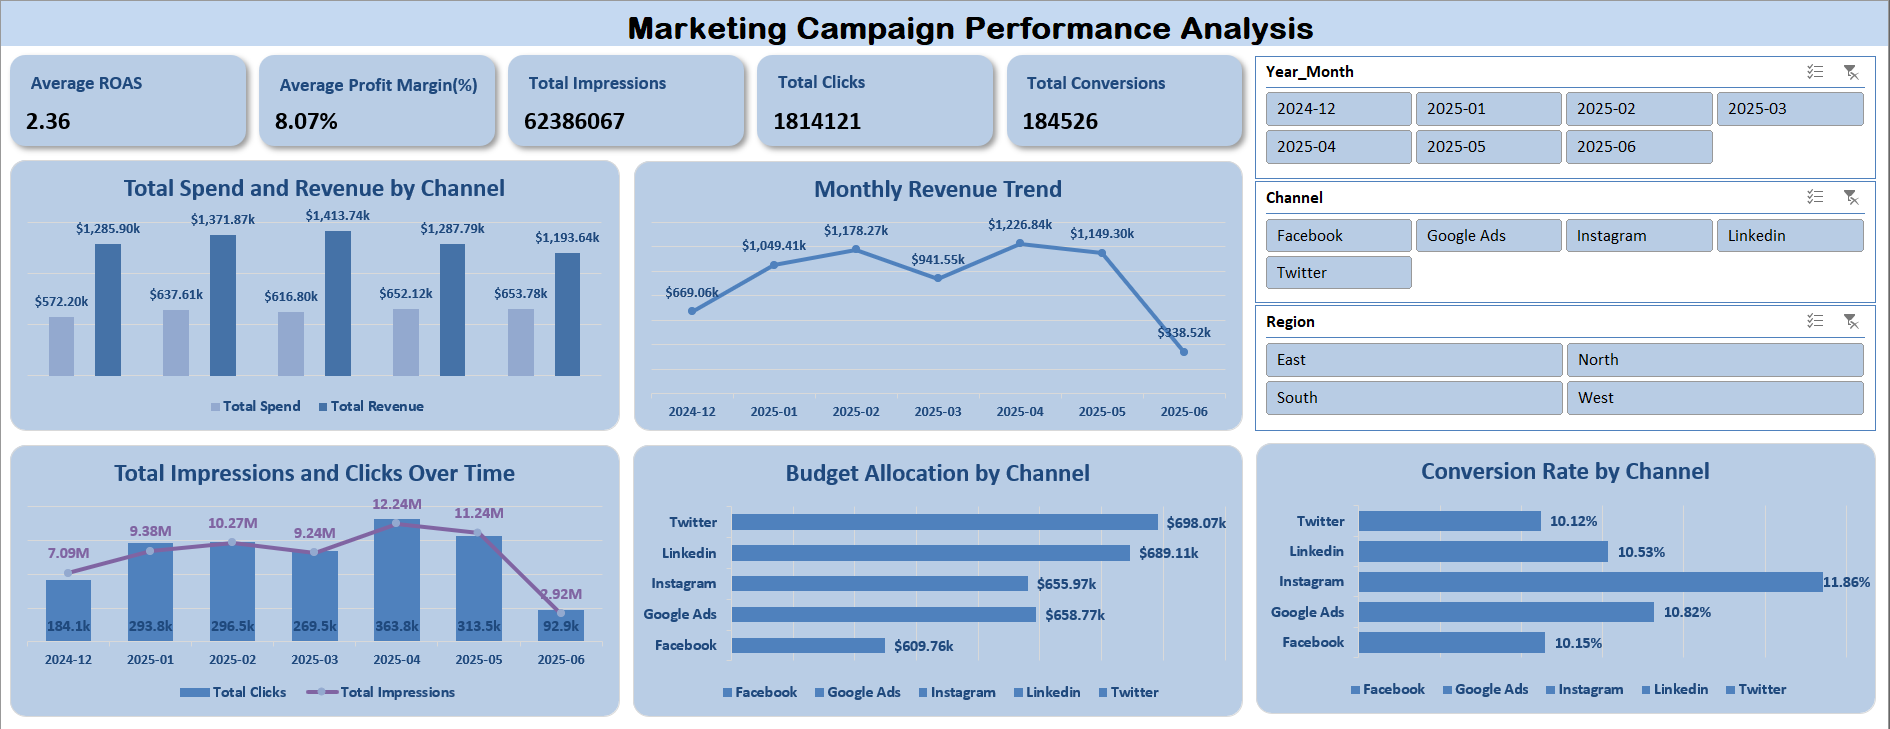 Marketing Campaign Performance Analysis
Average ROAS
2.36
Average Profit Margin(%)
8.07%
Total Impressions
62386067
Total Clicks
1814121
Total Conversions
184526
Year_Month
2024-12 2025-01 2025-02 2025-03
2025-04 2025-05 2025-06
Channel
Facebook Google Ads Instagram Linkedin
Twitter
Region
East North
South West
Total Spend and Revenue by Channel
$1,285.90k $1,371.87k $1,413.74k $1,287.79k $1,193.64k
$572.20k $637.61k $616.80k $652.12k $653.78k
Total Spend Total Revenue
Monthly Revenue Trend
$669.06k $1,049.41k $1,178.27k $941.55k $1,226.84k $1,149.30k $338.52k
2024-12 2025-01 2025-02 2025-03 2025-04 2025-05 2025-06
Total Impressions and Clicks Over Time
7.09M 9.38M 10.27M 9.24M 12.24M 11.24M 2.92M
184.1k 293.8k 296.5k 269.5k 363.8k 313.5k 92.9k
2024-12 2025-01 2025-02 2025-03 2025-04 2025-05 2025-06
Total Clicks Total Impressions
Budget Allocation by Channel
Twitter $698.07k
Linkedin $689.11k
Instagram $655.97k
Google Ads $658.77k
Facebook $609.76k
Facebook Google Ads Instagram Linkedin Twitter
Conversion Rate by Channel
Twitter 10.12%
Linkedin 10.53%
Instagram 11.86%
Google Ads 10.82%
Facebook 10.15%
Facebook Google Ads Instagram Linkedin Twitter